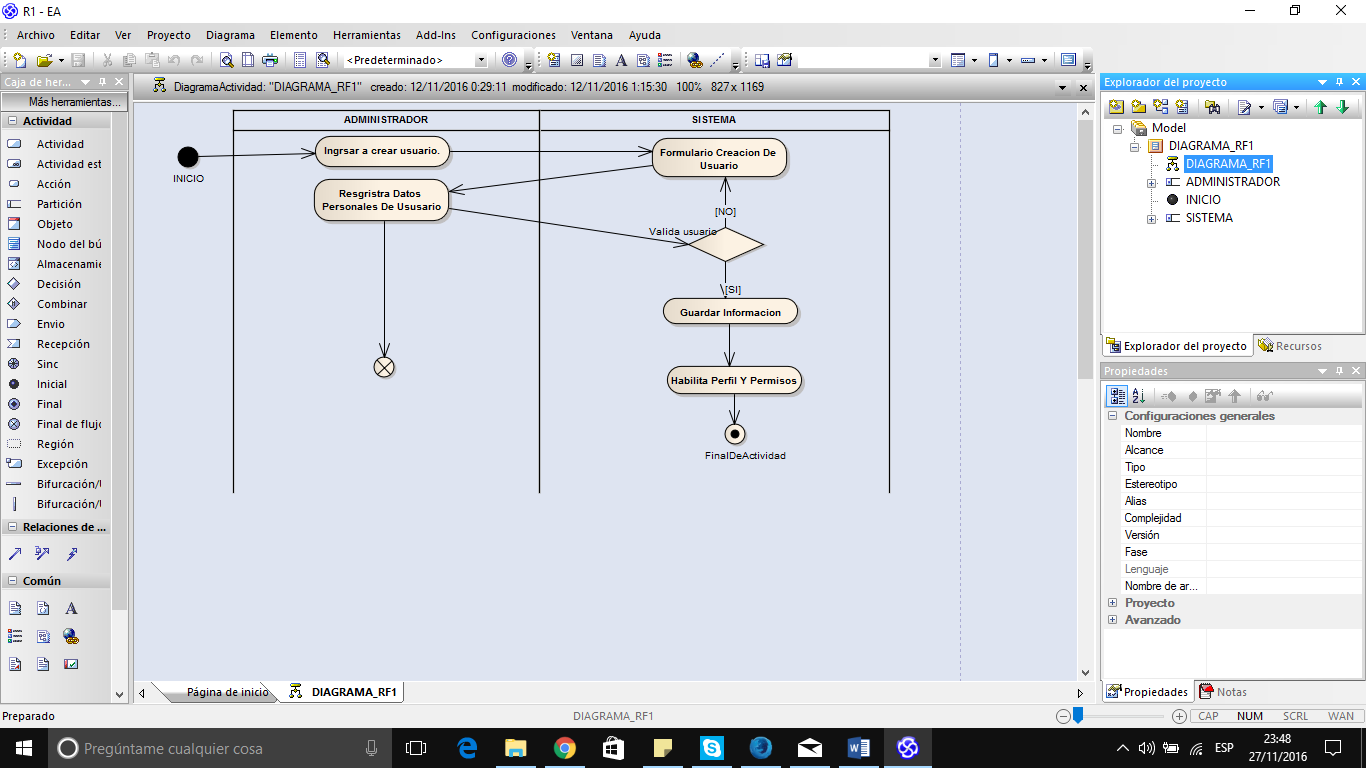 R1 - EA
Archivo Editar Ver Proyecto Diagrama Elemento Herramientas Add-Ins Configuraciones Ventana Ayuda
<Predeterminado>
Caja de her...
Más herramientas...
Actividad
Actividad
Actividad est
Acción
Partición
Objeto
Nodo del bú
Almacenamie
Decisión
Combinar
Envio
Recepción
Sinc
Inicial
Final
Final de flujo
Región
Excepción
Bifurcación/U
Bifurcación/U
Relaciones de ...
Común
DiagramaActividad: "DIAGRAMA_RF1" creado: 12/11/2016 0:29:11 modificado: 12/11/2016 1:15:30 100% 827 x 1169
ADMINISTRADOR
SISTEMA
INICIO
Ingrsar a crear usuario.
Formulario Creacion De
Usuario
Resgristra Datos
Personales De Ususario
[NO]
Valida usuario
\[SI]
Guardar Informacion
Habilita Perfil Y Permisos
FinalDeActividad
Página de inicio
DIAGRAMA_RF1
Explorador del proyecto
Model
DIAGRAMA_RF1
DIAGRAMA_RF1
ADMINISTRADOR
INICIO
SISTEMA
Explorador del proyecto
Recursos
Propiedades
Configuraciones generales
Nombre
Alcance
Tipo
Estereotipo
Alias
Complejidad
Versión
Fase
Lenguaje
Nombre de ar...
Proyecto
Avanzado
Propiedades
Notas
Preparado
DIAGRAMA_RF1
CAP NUM SCRL WAN
Pregúntame cualquier cosa
ESP
23:48
27/11/2016